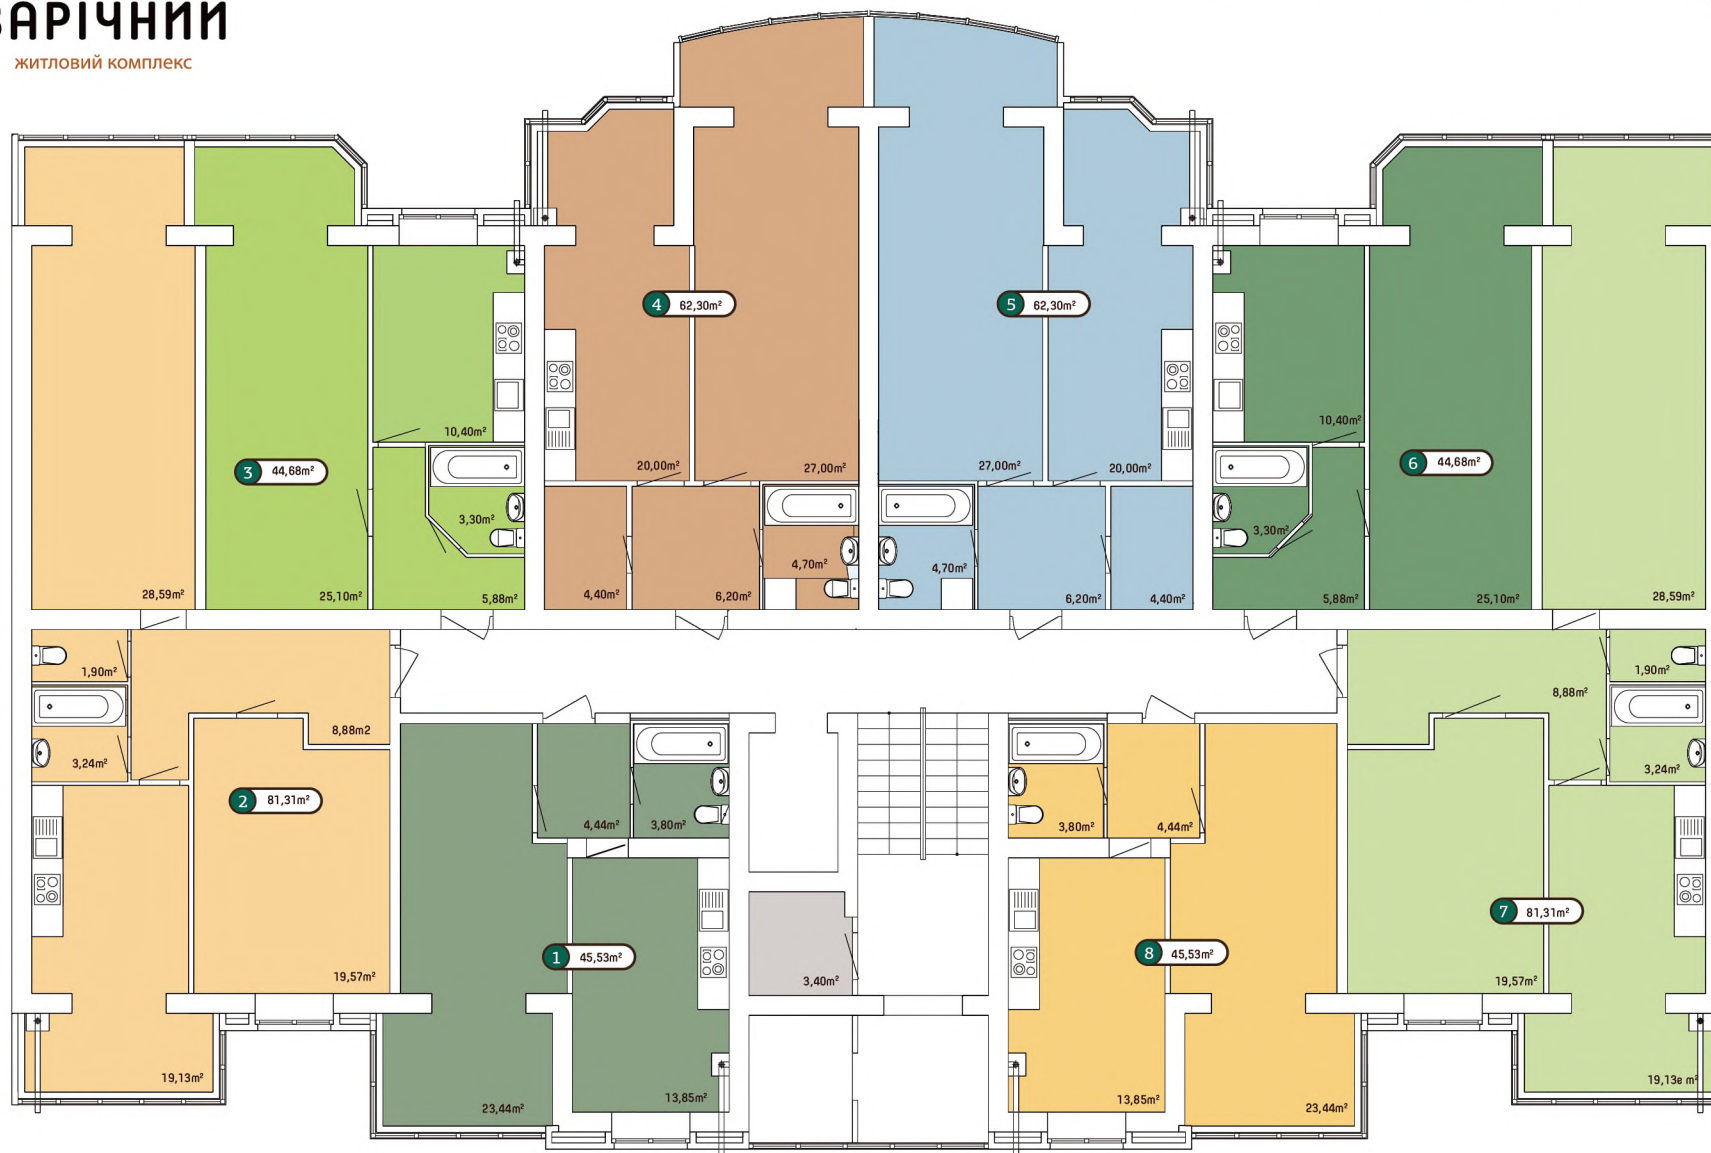 ЗАРІЧНИЙ
житловий комплекс
4 62,30м²
5 62,30м²
10,40м²
10,40м²
3 44,68м²
20,00м²
27,00м²
27,00м²
20,00м²
6 44,68м²
3,30м²
3,30м²
4,70м²
4,70м²
28,59м²
25,10м²
5,88м²
4,40м²
6,20м²
6,20м²
4,40м²
5,88м²
25,10м²
28,59м²
1,90м²
1,90м²
8,88м2
8,88м²
3,24м²
3,24м²
2 81,31м²
4,44м²
3,80м²
3,80м²
4,44м²
7 81,31м²
1 45,53м²
8 45,53м²
19,57м²
3,40м²
19,57м²
19,13м²
19,13е м²
23,44м²
13,85м²
13,85м²
23,44м²